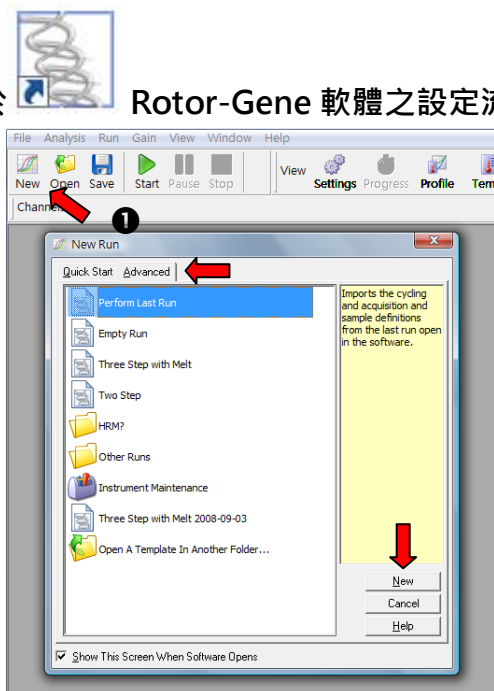 Rotor-Gene 軟體之設定
File Analysis Run Gain View Window Help
New Open Save Start Pause Stop View Settings Progress Profile
❶
New Run
Quick Start Advanced
Perform Last Run
Empty Run
Three Step with Melt
Two Step
HRM?
Other Runs
Instrument Maintenance
Three Step with Melt 2008-09-03
Open A Template In Another Folder...
Imports the cycling
and acquisition and
sample definitions
from the last run open
in the software.
New
Cancel
Help
Show This Screen When Software Opens